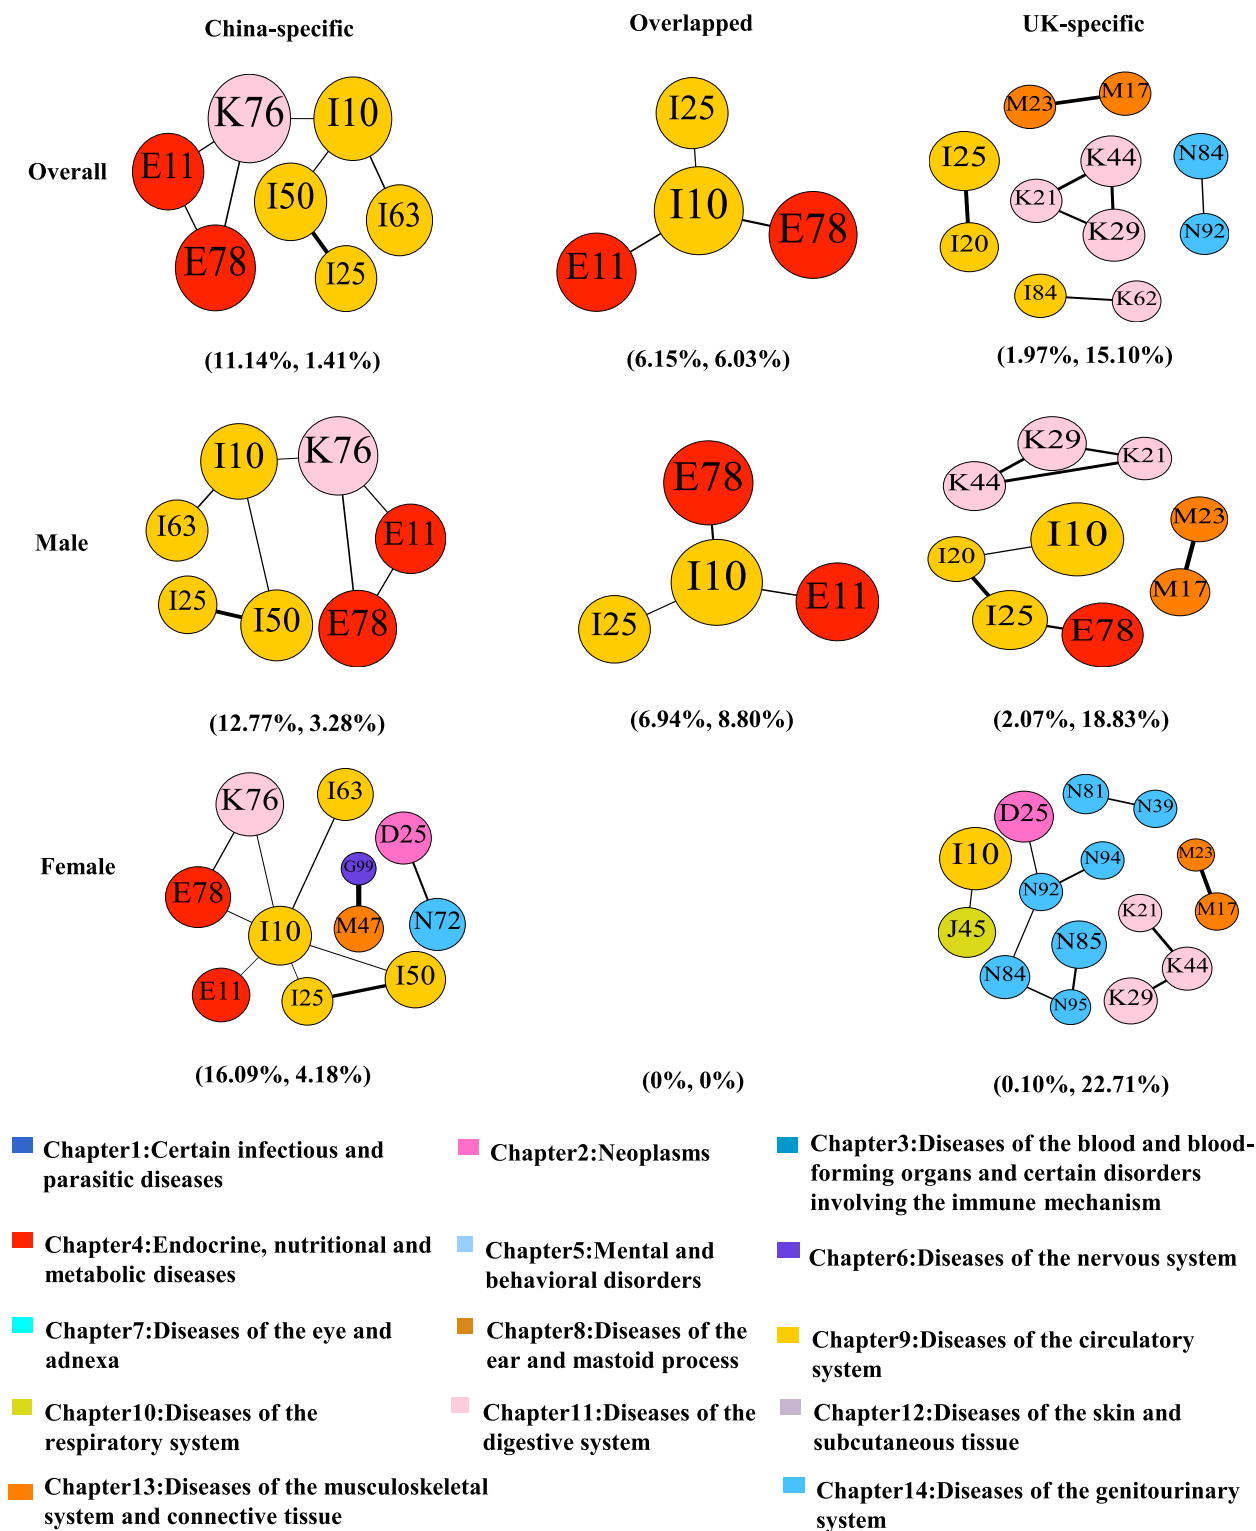 China-specific
Overlapped
UK-specific
Overall
K76
I10
E11
I50
I63
E78
I25
I25
I10
E78
E11
M23
M17
I25
K44
N84
K21
I20
K29
N92
I84
K62
(11.14%, 1.41%)
(6.15%, 6.03%)
(1.97%, 15.10%)
Male
I10
K76
I63
E11
I25
I50
E78
E78
I10
I25
E11
K29
K21
K44
I10
M23
I20
M17
I25
E78
(12.77%, 3.28%)
(6.94%, 8.80%)
(2.07%, 18.83%)
Female
K76
I63
D25
G99
E78
M47
N72
I10
E11
I25
I50
N81
N39
D25
I10
N94
M23
N92
K21
M17
J45
N85
N84
K44
N95
K29
(16.09%, 4.18%)
(0%, 0%)
(0.10%, 22.71%)
Chapter1:Certain infectious and
parasitic diseases
Chapter2:Neoplasms
Chapter3:Diseases of the blood and blood-
forming organs and certain disorders
involving the immune mechanism
Chapter4:Endocrine, nutritional and
metabolic diseases
Chapter5:Mental and
behavioral disorders
Chapter6:Diseases of the nervous system
Chapter7:Diseases of the eye and
adnexa
Chapter8:Diseases of the
ear and mastoid process
Chapter9:Diseases of the circulatory
system
Chapter10:Diseases of the
respiratory system
Chapter11:Diseases of the
digestive system
Chapter12:Diseases of the skin and
subcutaneous tissue
Chapter13:Diseases of the musculoskeletal
system and connective tissue
Chapter14:Diseases of the genitourinary
system